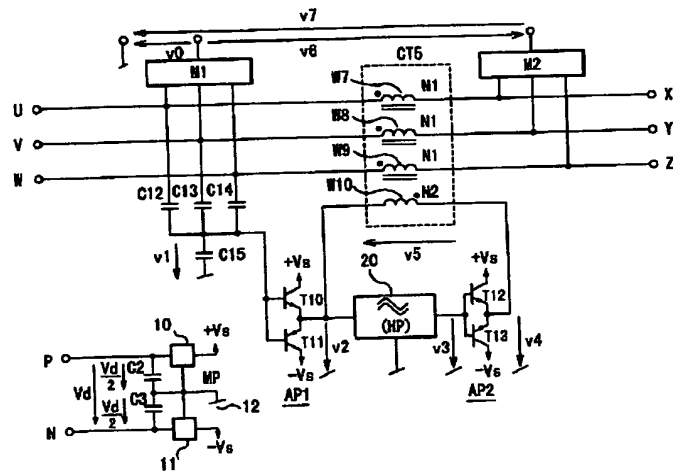 v7
v0
v6
CT5
M1
M2
W7
N1
U
X
W8
N1
V
Y
W9
N1
W
Z
W10
N2
C12
C13
C14
v1
C15
v5
+Vs
20
+Vs
T10
T12
10
+Vs
(HP)
T11
T13
P
v2
v3
v4
Vd/2
C2
MP
-Vs
-Vs
Vd
AP1
AP2
Vd/2
C3
12
N
-Vs
11